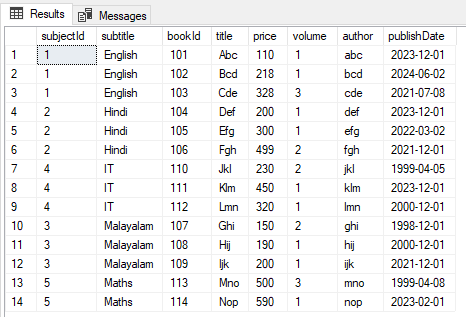 Results Messages
subjectId subtitle bookId title price volume author publishDate
1 1 English 101 Abc 110 1 abc 2023-12-01
2 1 English 102 Bcd 218 1 bcd 2024-06-02
3 1 English 103 Cde 328 3 cde 2021-07-08
4 2 Hindi 104 Def 200 1 def 2023-12-01
5 2 Hindi 105 Efg 300 1 efg 2022-03-02
6 2 Hindi 106 Fgh 499 2 fgh 2021-12-01
7 4 IT 110 Jkl 230 2 jkl 1999-04-05
8 4 IT 111 Klm 450 1 klm 2023-12-01
9 4 IT 112 Lmn 320 1 lmn 2000-12-01
10 3 Malayalam 107 Ghi 150 2 ghi 1998-12-01
11 3 Malayalam 108 Hij 190 1 hij 2000-12-01
12 3 Malayalam 109 Ijk 200 1 ijk 2021-12-01
13 5 Maths 113 Mno 500 3 mno 1999-04-08
14 5 Maths 114 Nop 590 1 nop 2023-02-01